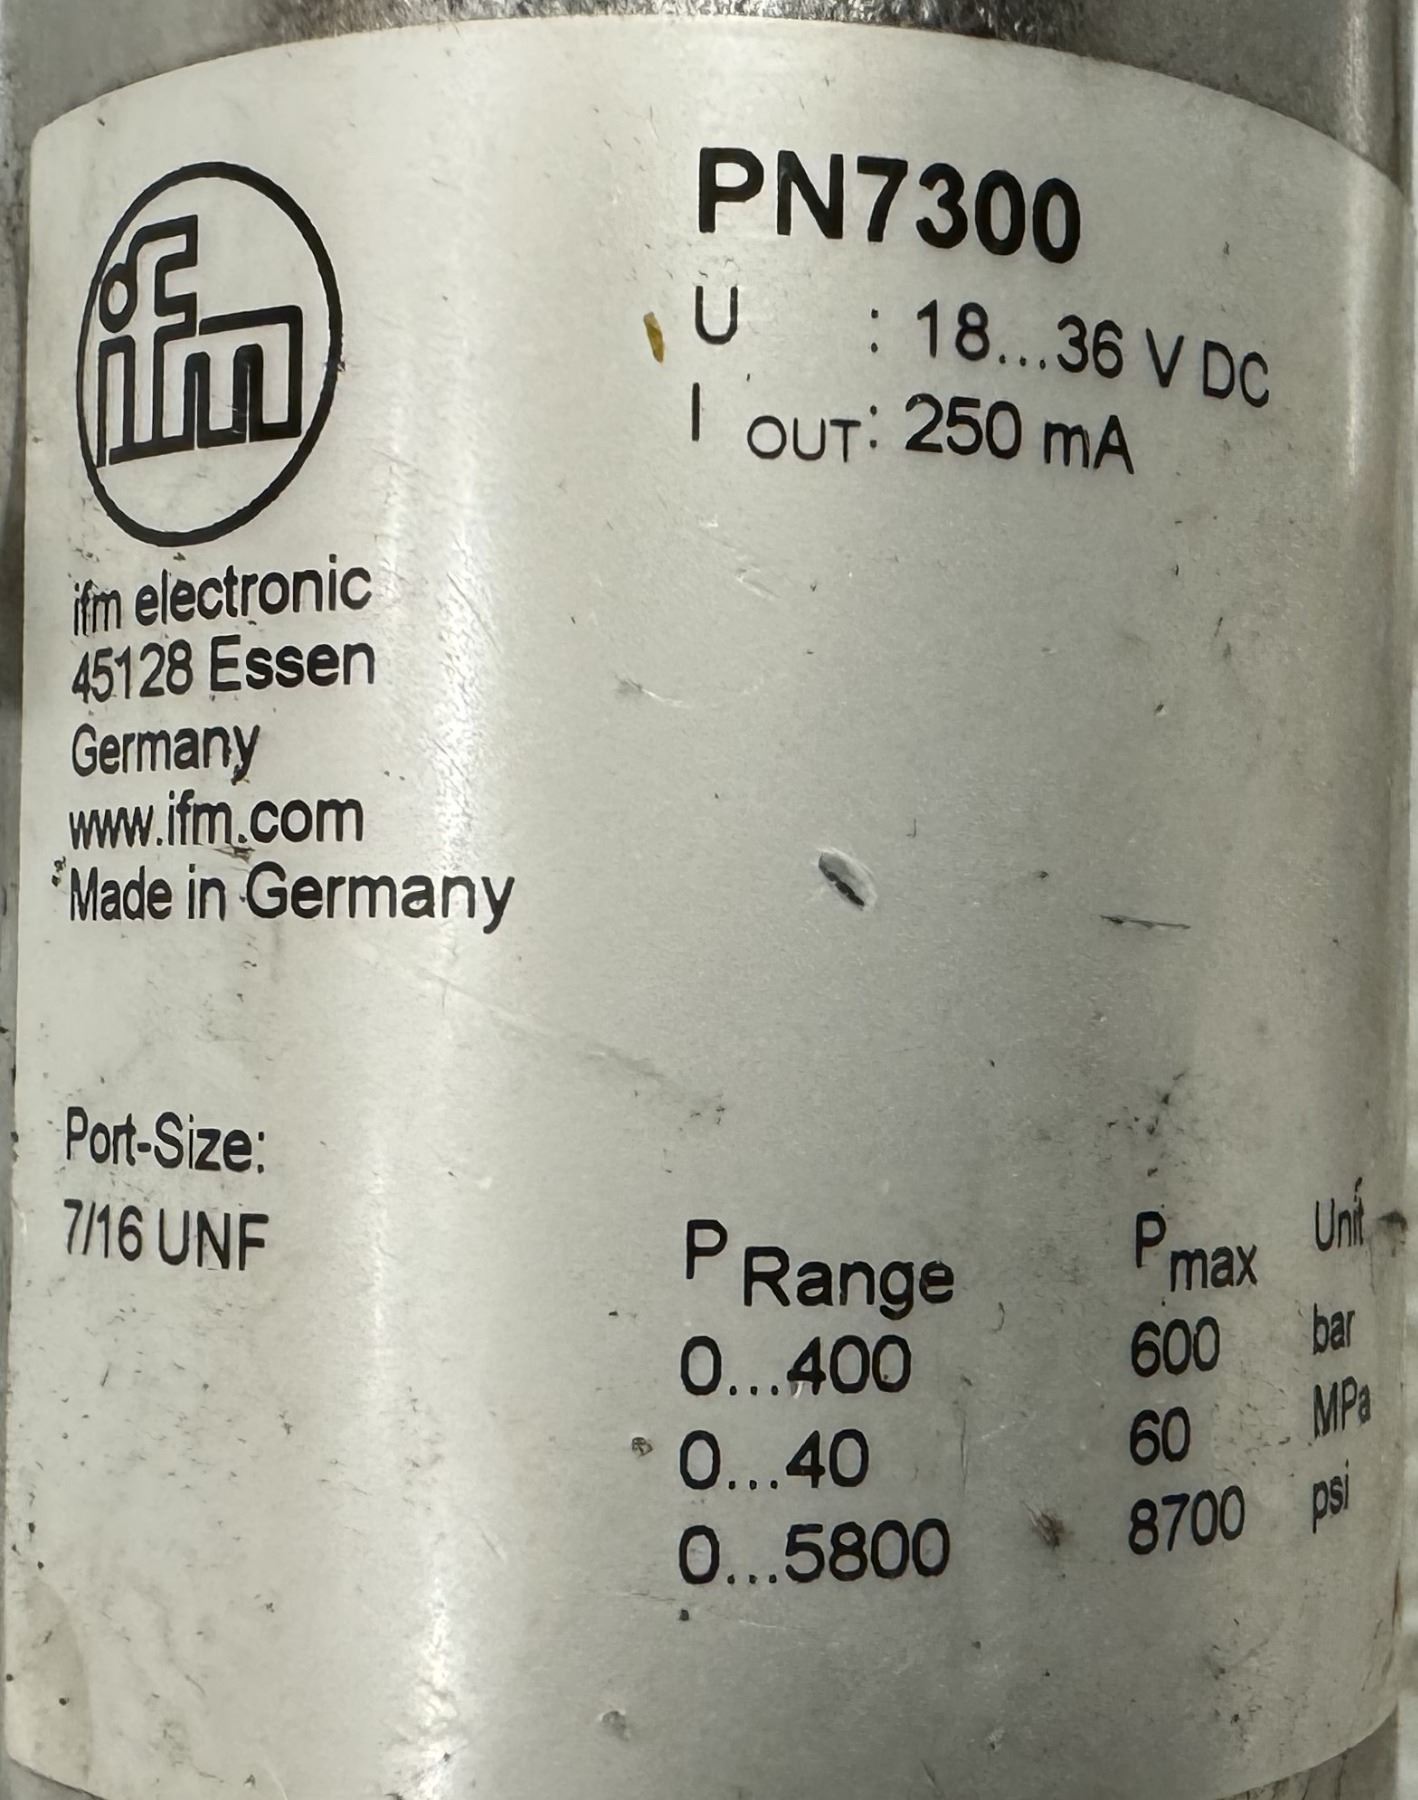 ifm
PN7300
U : 18...36 V DC
I OUT: 250 mA
ifm electronic
45128 Essen
Germany
www.ifm.com
Made in Germany
Port-Size:
7/16 UNF
P Range P max Unit
0...400 600 bar
0...40 60 MPa
0...5800 8700 psi